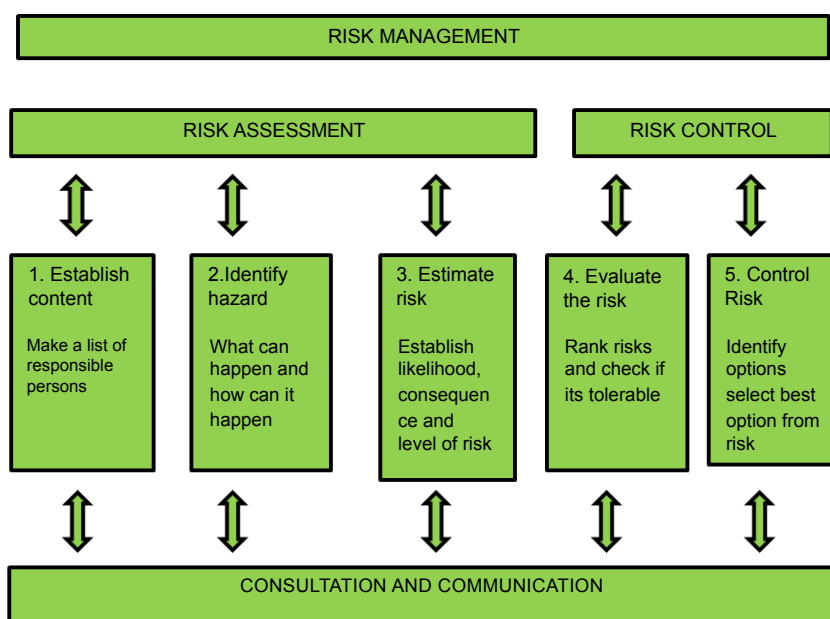 RISK MANAGEMENT
RISK ASSESSMENT
RISK CONTROL
1. Establish
content
Make a list of
responsible
persons
2.Identify
hazard
What can
happen and
how can it
happen
3. Estimate
risk
Establish
likelihood,
consequen
ce and
level of risk
4. Evaluate
the risk
Rank risks
and check if
its tolerable
5. Control
Risk
Identify
options
select best
option from
risk
CONSULTATION AND COMMUNICATION